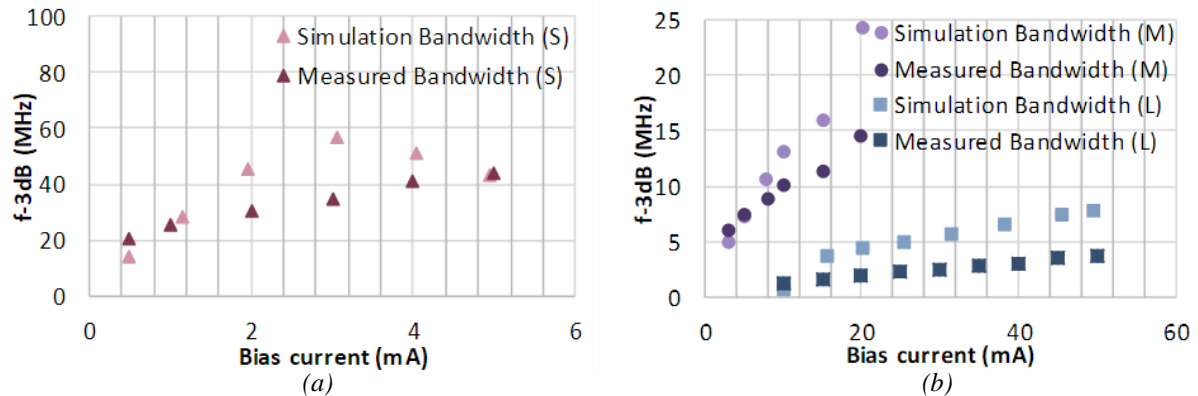 100
80
60
40
20
0
f-3dB (MHz)
Simulation Bandwidth (S)
Measured Bandwidth (S)
0 2 4 6
Bias current (mA)
(a)
25
20
15
10
5
0
f-3dB (MHz)
Simulation Bandwidth (M)
Measured Bandwidth (M)
Simulation Bandwidth (L)
Measured Bandwidth (L)
0 20 40 60
Bias current (mA)
(b)